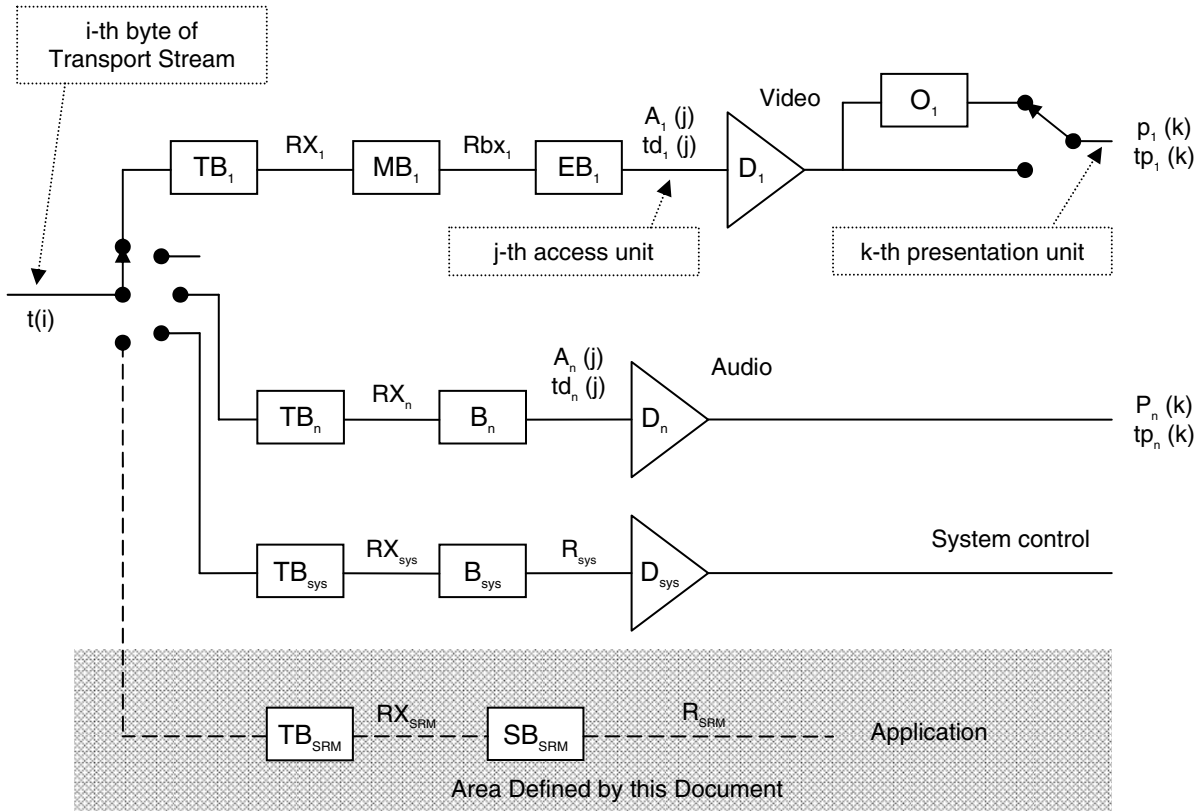 i-th byte of
Transport Stream
t(i)
TB₁
RX₁
MB₁
Rbx₁
EB₁
A₁ (j)
td₁ (j)
j-th access unit
Video
D₁
O₁
p₁ (k)
tp₁ (k)
k-th presentation unit
TBₙ
RXₙ
Bₙ
Aₙ (j)
tdₙ (j)
Dₙ
Audio
Pₙ (k)
tpₙ (k)
TBsys
RXsys
Bsys
Rsys
Dsys
System control
TBSRM
RXSRM
SBSRM
RSRM
Application
Area Defined by this Document